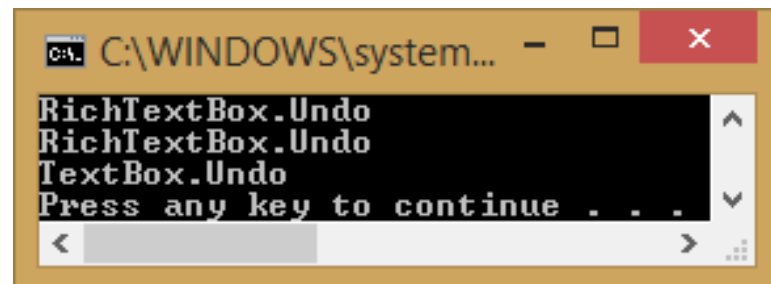 C:\WINDOWS\system...
RichTextBox.Undo
RichTextBox.Undo
TextBox.Undo
Press any key to continue . . .